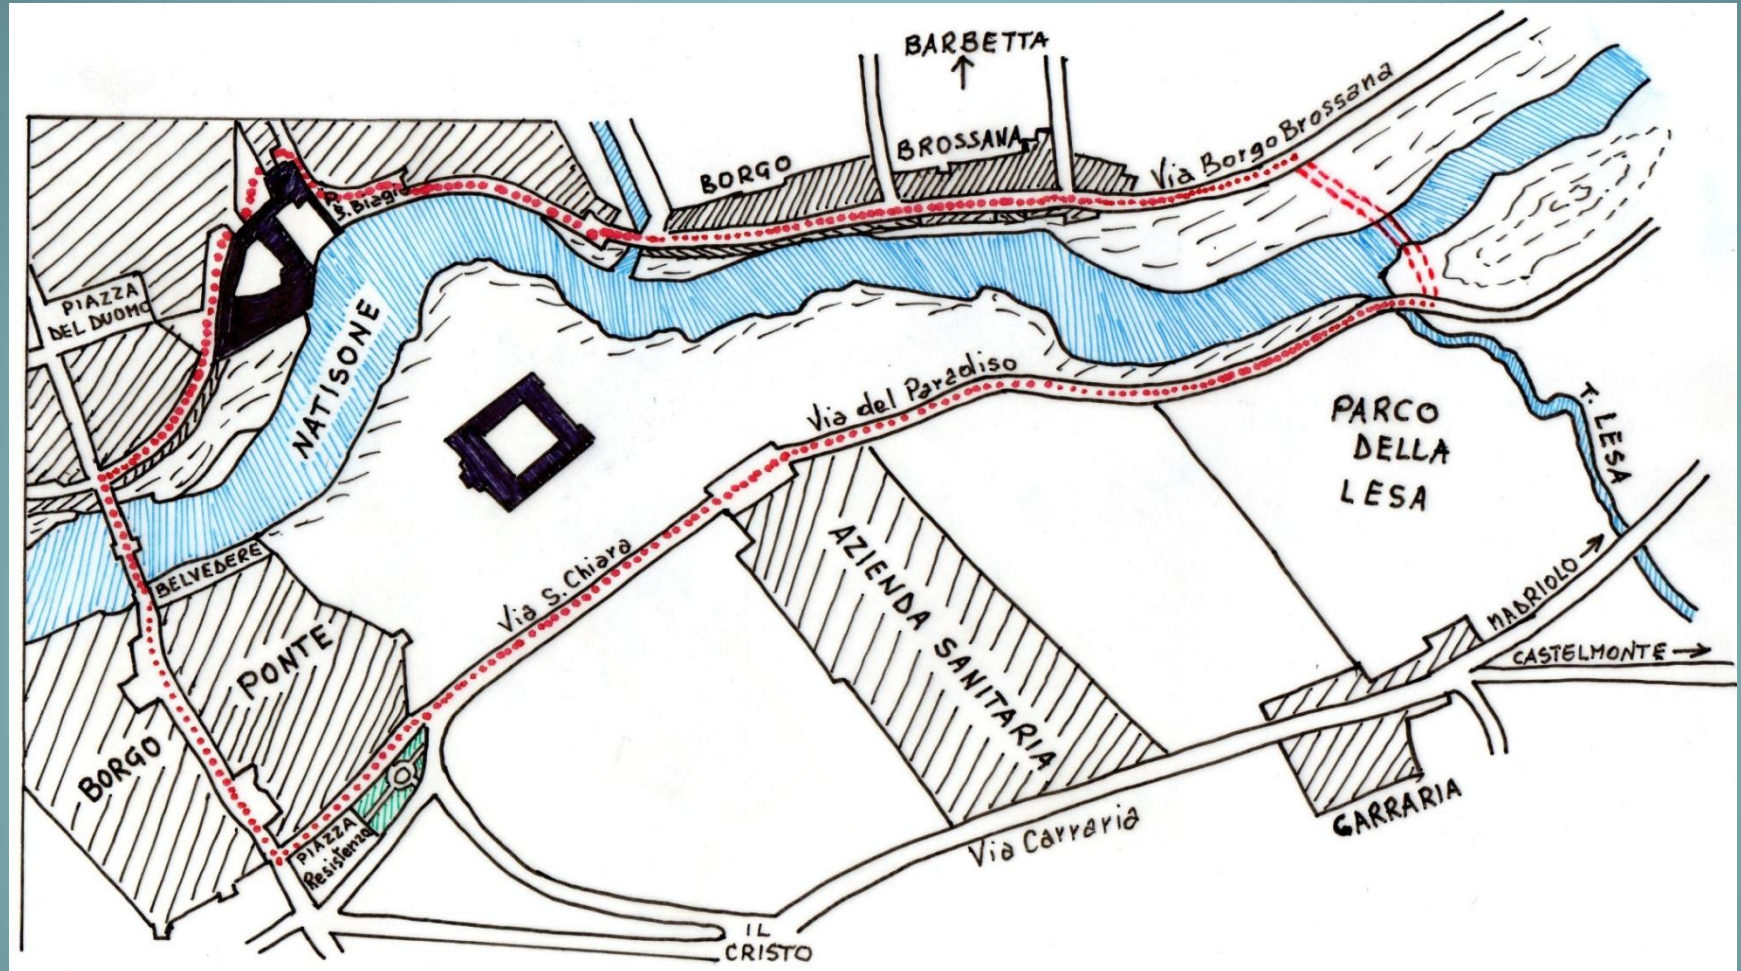 BARBETTA
BORGO
BROSSANA
Via Borgo Brossana
S. Biagio
PIAZZA
DEL DUOMO
NATISONE
Via del Paradiso
PARCO
DELLA
LESA
T. LESA
BELVEDERE
Via S. Chiara
AZIENDA SANITARIA
PONTE
BORGO
MADRIOLO
CASTELMONTE
PIAZZA
Resistenza
Via Carraria
CARRARIA
IL
CRISTO